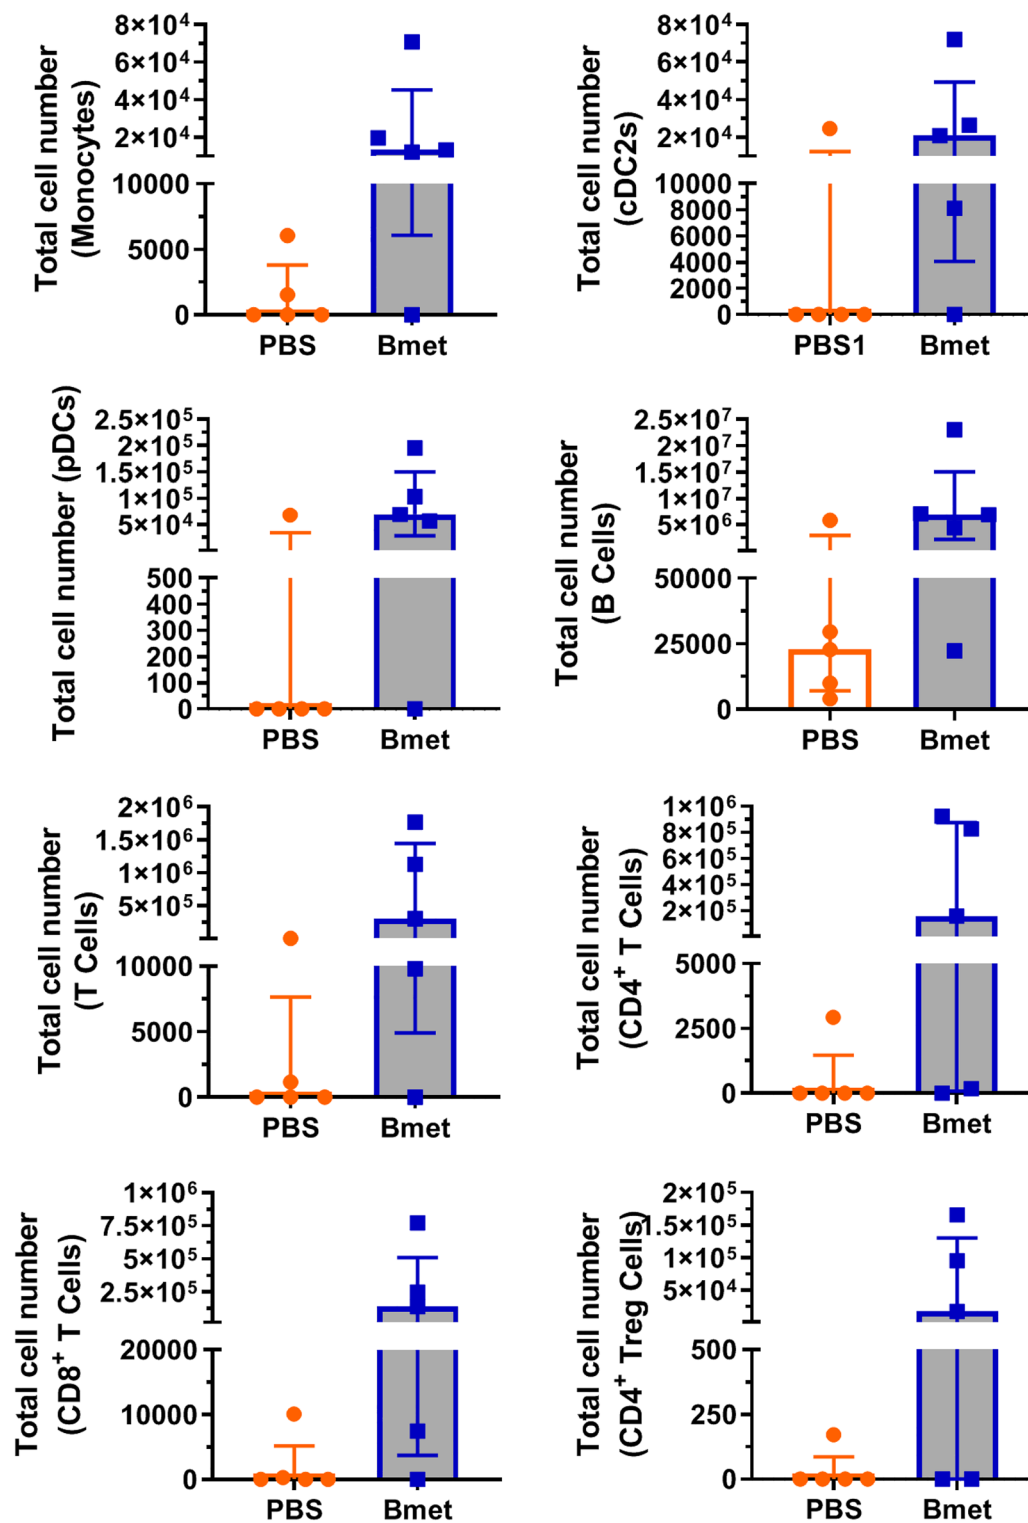 Total cell number
(Monocytes)
8×10⁴
6×10⁴
4×10⁴
2×10⁴
10000
5000
0
PBS
Bmet
Total cell number
(cDC2s)
8×10⁴
6×10⁴
4×10⁴
2×10⁴
10000
8000
6000
4000
2000
0
PBS1
Bmet
Total cell number (pDCs)
2.5×10⁵
2×10⁵
1.5×10⁵
1×10⁵
5×10⁴
500
400
300
200
100
0
PBS
Bmet
Total cell number
(B Cells)
2.5×10⁷
2×10⁷
1.5×10⁷
1×10⁷
5×10⁶
50000
25000
0
PBS
Bmet
Total cell number
(T Cells)
2×10⁶
1.5×10⁶
1×10⁶
5×10⁵
10000
5000
0
PBS
Bmet
Total cell number
(CD4⁺ T Cells)
1×10⁶
8×10⁵
6×10⁵
4×10⁵
2×10⁵
5000
2500
0
PBS
Bmet
Total cell number
(CD8⁺ T Cells)
1×10⁶
7.5×10⁵
5×10⁵
2.5×10⁵
20000
10000
0
PBS
Bmet
Total cell number
(CD4⁺ Treg Cells)
2×10⁵
1.5×10⁵
1×10⁵
5×10⁴
500
250
0
PBS
Bmet